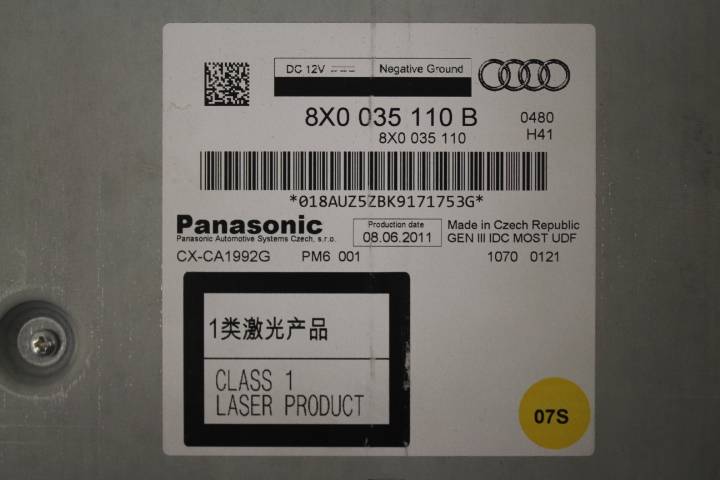 DC 12V Negative Ground
8X0 035 110 B 0480
8X0 035 110 H41
*018AUZ5ZBK9171753G*
Panasonic Production date Made in Czech Republic
Panasonic Automotive Systems Czech, s.r.o. 08.06.2011 GEN III IDC MOST UDF
CX-CA1992G PM6 001 1070 0121
1类激光产品
CLASS 1
LASER PRODUCT
07S